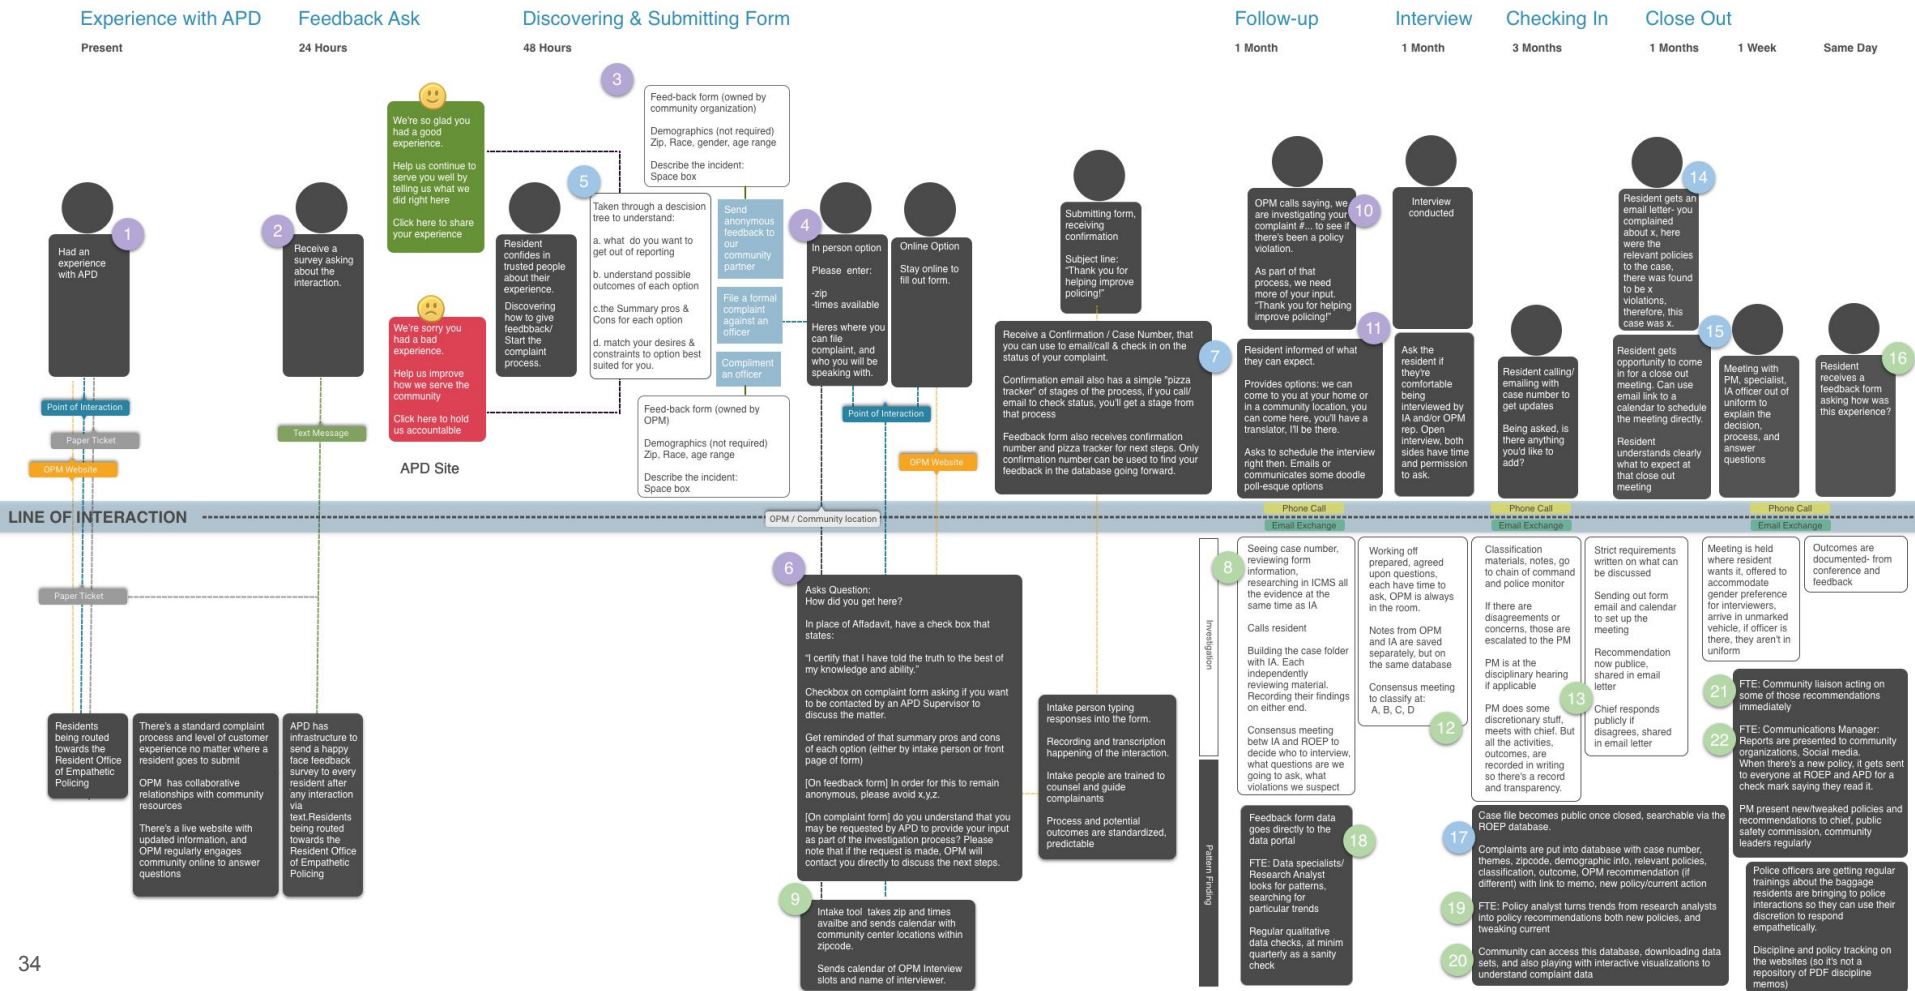 Experience with APD
Present
Feedback Ask
24 Hours
Discovering & Submitting Form
48 Hours
Follow-up
1 Month
Interview
1 Month
Checking In
3 Months
Close Out
1 Months
1 Week
Same Day
1
Had an
experience
with APD
Point of Interaction
Paper Ticket
OPM Website
2
Receive a
survey asking
about the
interaction.
Text Message
We're so glad you
had a good
experience.
Help us continue to
serve you well by
telling us what we
did right here
Click here to share
your experience
We're sorry you
had a bad
experience.
Help us improve
how we serve the
community
Click here to hold
us accountalble
APD Site
Resident
confides in
trusted people
about their
experience.
Discovering
how to give
feedbback/
Start the
complaint
process.
3
Feed-back form (owned by
community organization)
Demographics (not required)
Zip, Race, gender, age range
Describe the incident:
Space box
5
Taken through a descision
tree to understand:
a. what do you want to
get out of reporting
b. understand possible
outcomes of each option
c.the Summary pros &
Cons for each option
d. match your desires &
constraints to option best
suited for you.
Send
anonymous
feedback to
our
community
partner
File a formal
complaint
against an
officer
Compliment
an officer
Feed-back form (owned by
OPM)
Demographics (not required)
Zip, Race, age range
Describe the incident:
Space box
4
In person option
Please enter:
-zip
-times available
Heres where you
can file
complaint, and
who you will be
speaking with.
Online Option
Stay online to
fill out form.
Point of Interaction
OPM Website
Submitting form,
receiving
confirmation
Subject line:
"Thank you for
helping improve
policing!"
Receive a Confirmation / Case Number, that
you can use to email/call & check in on the
status of your complaint.
Confirmation email also has a simple "pizza
tracker" of stages of the process, if you call/
email to check status, you'll get a stage from
that process
Feedback form also receives confirmation
number and pizza tracker for next steps. Only
confirmation number can be used to find your
feedback in the database going forward.
7
OPM calls saying, we
are investigating your
complaint #... to see if
there's been a policy
violation.
As part of that
process, we need
more of your input.
"Thank you for helping
improve policing!"
10
11
Resident informed of what
they can expect.
Provides options: we can
come to you at your home or
in a community location, you
can come here, you'll have a
translator, I'll be there.
Asks to schedule the interview
right then. Emails or
communicates some doodle
poll-esque options
Interview
conducted
Ask the
resident if
they're
comfortable
being
interviewed by
IA and/or OPM
rep. Open
interview, both
sides have time
and permission
to ask.
Resident calling/
emailing with
case number to
get updates
Being asked, is
there anything
you'd like to
add?
14
Resident gets an
email letter- you
complained
about x, here
were the
relevant policies
to the case,
there was found
to be x
violations,
therefore, this
case was x.
15
Resident gets
opportunity to come
in for a close out
meeting. Can use
email link to a
calendar to schedule
the meeting directly.
Resident
understands clearly
what to expect at
that close out
meeting
Meeting with
PM, specialist,
IA officer out of
uniform to
explain the
decision,
process, and
answer
questions
16
Resident
receives a
feedback form
asking how was
this experience?
LINE OF INTERACTION
OPM / Community location
Phone Call
Email Exchange
Phone Call
Email Exchange
Phone Call
Email Exchange
Paper Ticket
Residents
being routed
towards the
Resident Office
of Empathetic
Policing
There's a standard complaint
process and level of customer
experience no matter where a
resident goes to submit
OPM has collaborative
relationships with community
resources
There's a live website with
updated information, and
OPM regularly engages
community online to answer
questions
APD has
infrastructure to
send a happy
face feedback
survey to every
resident after
any interaction
via
text.Residents
being routed
towards the
Resident Office
of Empathetic
Policing
6
Asks Question:
How did you get here?
In place of Affadavit, have a check box that
states:
"I certify that I have told the truth to the best of
my knowledge and ability."
Checkbox on complaint form asking if you want
to be contacted by an APD Supervisor to
discuss the matter.
Get reminded of that summary pros and cons
of each option (either by intake person or front
page of form)
[On feedback form] In order for this to remain
anonymous, please avoid x,y,z.
[On complaint form] do you understand that you
may be requested by APD to provide your input
as part of the investigation process? Please
note that if the request is made, OPM will
contact you directly to discuss the next steps.
9
Intake tool takes zip and times
availbe and sends calendar with
community center locations within
zipcode.
Sends calendar of OPM Interview
slots and name of interviewer.
Intake person typing
responses into the form.
Recording and transcription
happening of the interaction.
Intake people are trained to
counsel and guide
complainants
Process and potential
outcomes are standardized,
predictable
Investigation
Pattern Finding
8
Seeing case number,
reviewing form
information,
researching in ICMS all
the evidence at the
same time as IA
Calls resident
Building the case folder
with IA. Each
independently
reviewing material.
Recording their findings
on either end.
Consensus meeting
betw IA and ROEP to
decide who to interview,
what questions are we
going to ask, what
violations we suspect
Working off
prepared, agreed
upon questions,
each have time to
ask, OPM is always
in the room.
Notes from OPM
and IA are saved
separately, but on
the same database
Consensus meeting
to classify at:
A, B, C, D
12
Classification
materials, notes, go
to chain of command
and police monitor
If there are
disagreements or
concerns, those are
escalated to the PM
PM is at the
disciplinary hearing
if applicable
PM does some
discretionary stuff,
meets with chief. But
all the activities,
outcomes, are
recorded in writing
so there's a record
and transparency.
13
Strict requirements
written on what can
be discussed
Sending out form
email and calendar
to set up the
meeting
Recommendation
now publice,
shared in email
letter
Chief responds
publicly if
disagrees, shared
in email letter
Meeting is held
where resident
wants it, offered to
accommodate
gender preference
for interviewers,
arrive in unmarked
vehicle, if officer is
there, they aren't in
uniform
Outcomes are
documented- from
conference and
feedback
21
FTE: Community liaison acting on
some of those recommendations
immediately
22
FTE: Communications Manager:
Reports are presented to community
organizations, Social media.
When there's a new policy, it gets sent
to everyone at ROEP and APD for a
check mark saying they read it.
PM present new/tweaked policies and
recommendations to chief, public
safety commission, community
leaders regularly
Feedback form data
goes directly to the
data portal
18
FTE: Data specialists/
Research Analyst
looks for patterns,
searching for
particular trends
Regular qualitative
data checks, at minim
quarterly as a sanity
check
Case file becomes public once closed, searchable via the
ROEP database.
17
Complaints are put into database with case number,
themes, zipcode, demographic info, relevant policies,
classification, outcome, OPM recommendation (if
different) with link to memo, new policy/current action
19
FTE: Policy analyst turns trends from research analysts
into policy recommendations both new policies, and
tweaking current
20
Community can access this database, downloading data
sets, and also playing with interactive visualizations to
understand complaint data
Police officers are getting regular
trainings about the baggage
residents are bringing to police
interactions so they can use their
discretion to respond
empathetically.
Discipline and policy tracking on
the websites (so it's not a
repository of PDF discipline
memos)
34